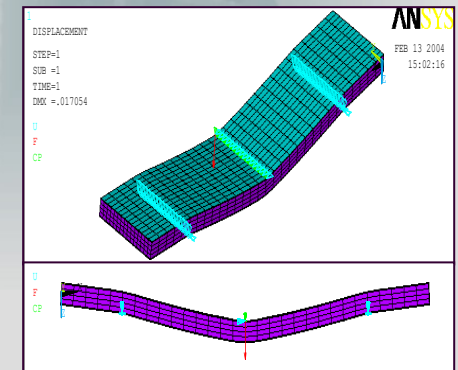 1
DISPLACEMENT
STEP=1
SUB =1
TIME=1
DMX =.017054
U
F
CP
ANSYS
FEB 13 2004
15:02:16
U
F
CP